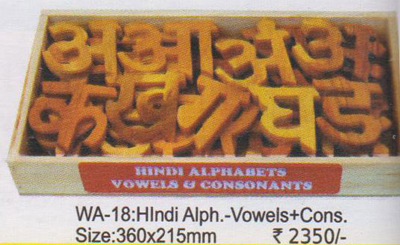 अ आ अं अः
क ख ग घ ङ
HINDI ALPHABETS
VOWELS & CONSONANTS
WA-18:HIndi Alph.-Vowels+Cons.
Size:360x215mm ₹ 2350/-